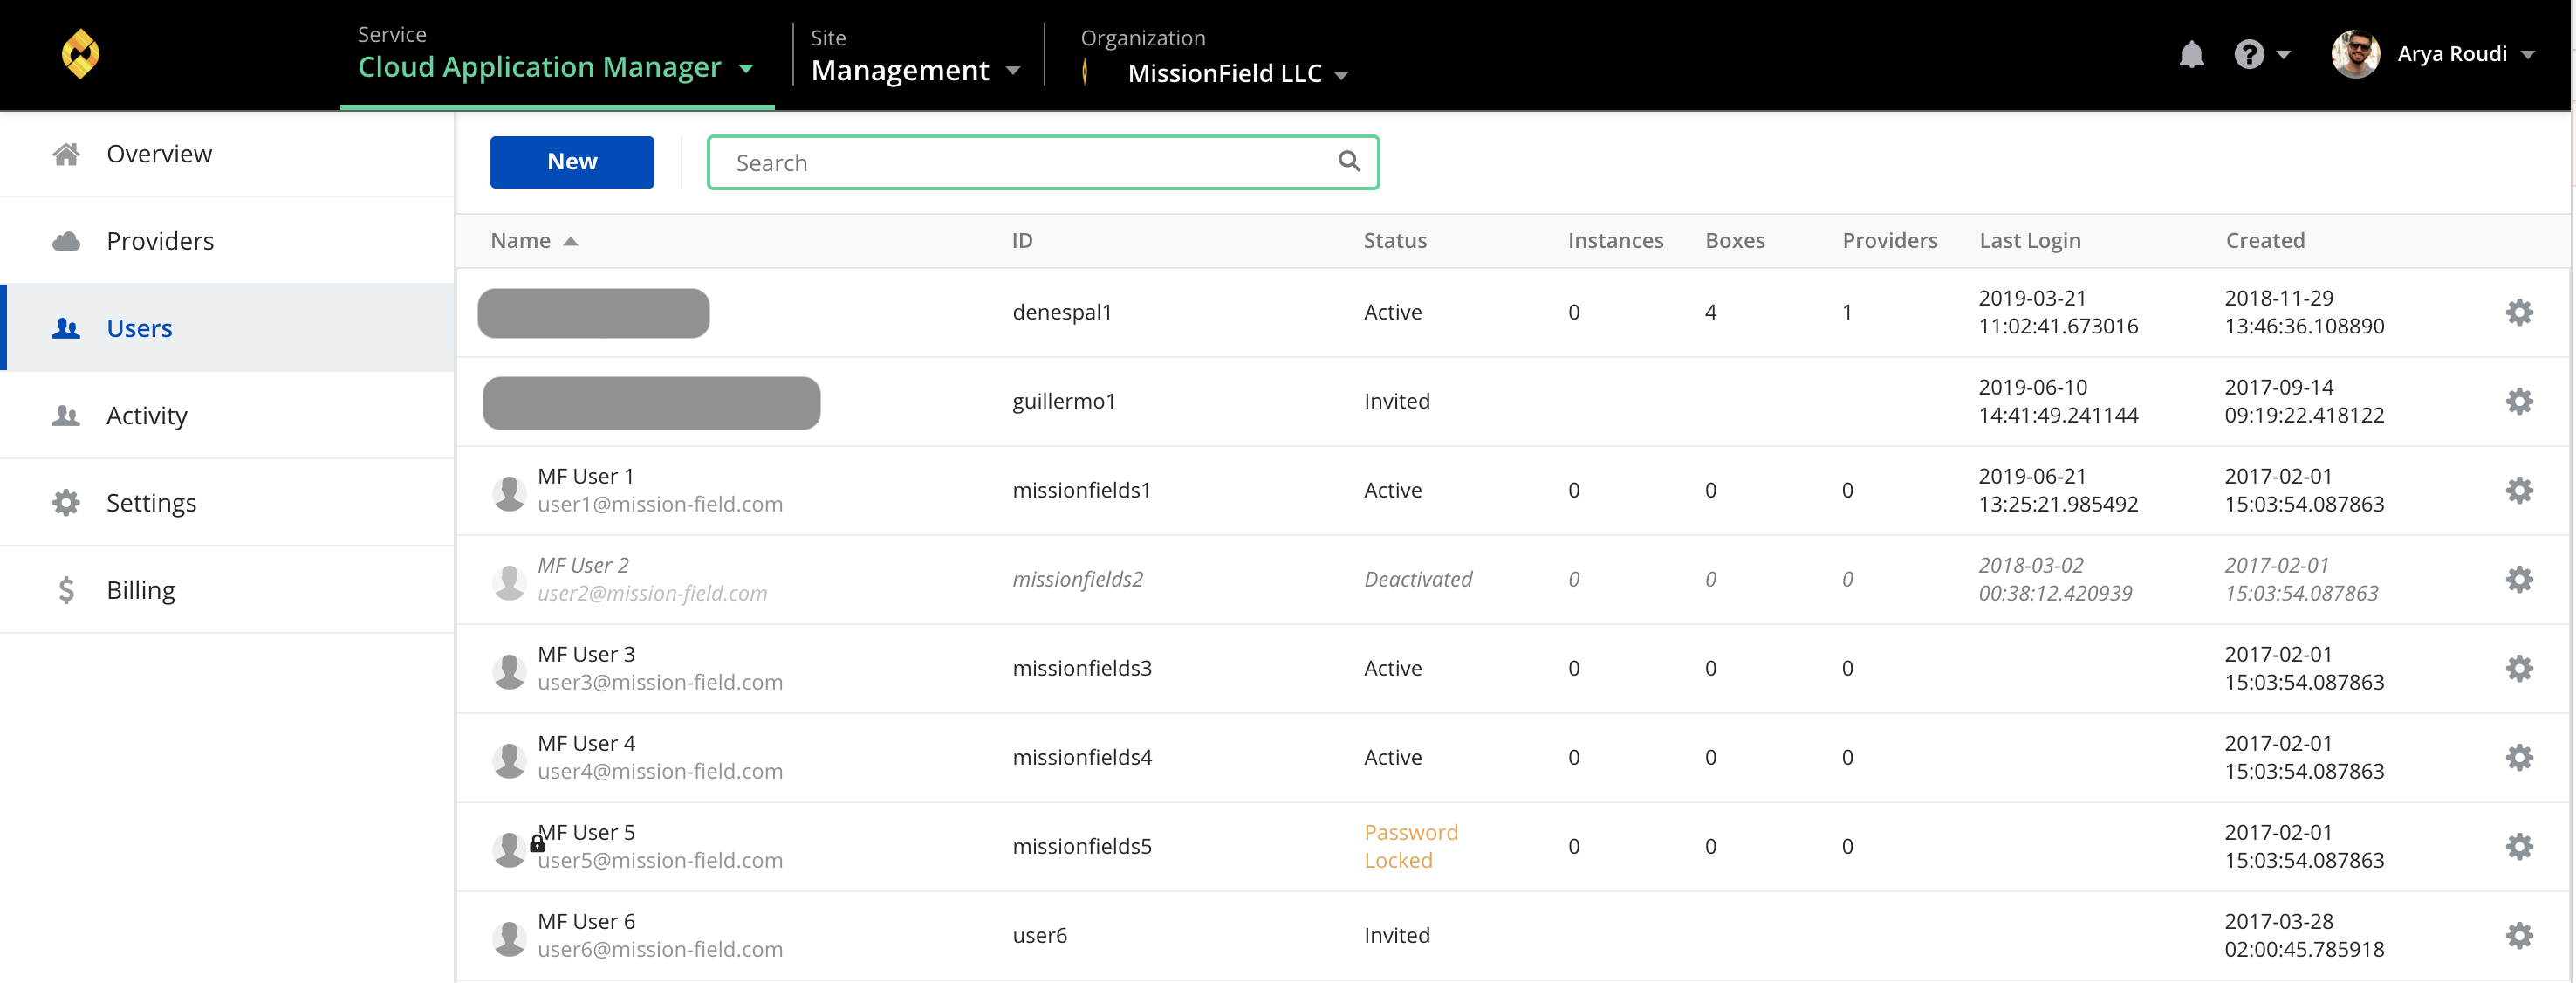 Service
Cloud Application Manager
Site
Management
Organization
MissionField LLC
Arya Roudi
Overview
Providers
Users
Activity
Settings
Billing
New
Search
Name ID Status Instances Boxes Providers Last Login Created
denespal1 Active 0 4 1 2019-03-21 2018-11-29
11:02:41.673016 13:46:36.108890
guillermo1 Invited 2019-06-10 2017-09-14
14:41:49.241144 09:19:22.418122
MF User 1 missionfields1 Active 0 0 0 2019-06-21 2017-02-01
user1@mission-field.com 13:25:21.985492 15:03:54.087863
MF User 2 missionfields2 Deactivated 0 0 0 2018-03-02 2017-02-01
user2@mission-field.com 00:38:12.420939 15:03:54.087863
MF User 3 missionfields3 Active 0 0 0 2017-02-01
user3@mission-field.com 15:03:54.087863
MF User 4 missionfields4 Active 0 0 0 2017-02-01
user4@mission-field.com 15:03:54.087863
MF User 5 missionfields5 Password 0 0 0 2017-02-01
user5@mission-field.com Locked 15:03:54.087863
MF User 6 user6 Invited 2017-03-28
user6@mission-field.com 02:00:45.785918